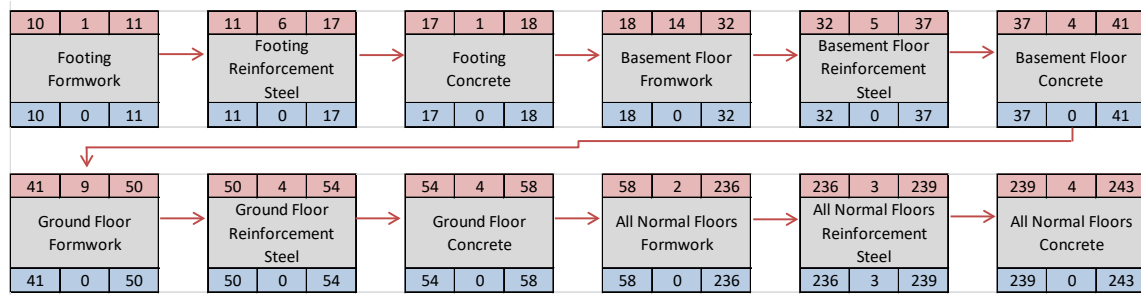 10 1 11
Footing
Formwork
10 0 11
11 6 17
Footing
Reinforcement
Steel
11 0 17
17 1 18
Footing
Concrete
17 0 18
18 14 32
Basement Floor
Fromwork
18 0 32
32 5 37
Basement Floor
Reinforcement
Steel
32 0 37
37 4 41
Basement Floor
Concrete
37 0 41
41 9 50
Ground Floor
Formwork
41 0 50
50 4 54
Ground Floor
Reinforcement
Steel
50 0 54
54 4 58
Ground Floor
Concrete
54 0 58
58 2 236
All Normal Floors
Formwork
58 0 236
236 3 239
All Normal Floors
Reinforcement
Steel
236 3 239
239 4 243
All Normal Floors
Concrete
239 0 243